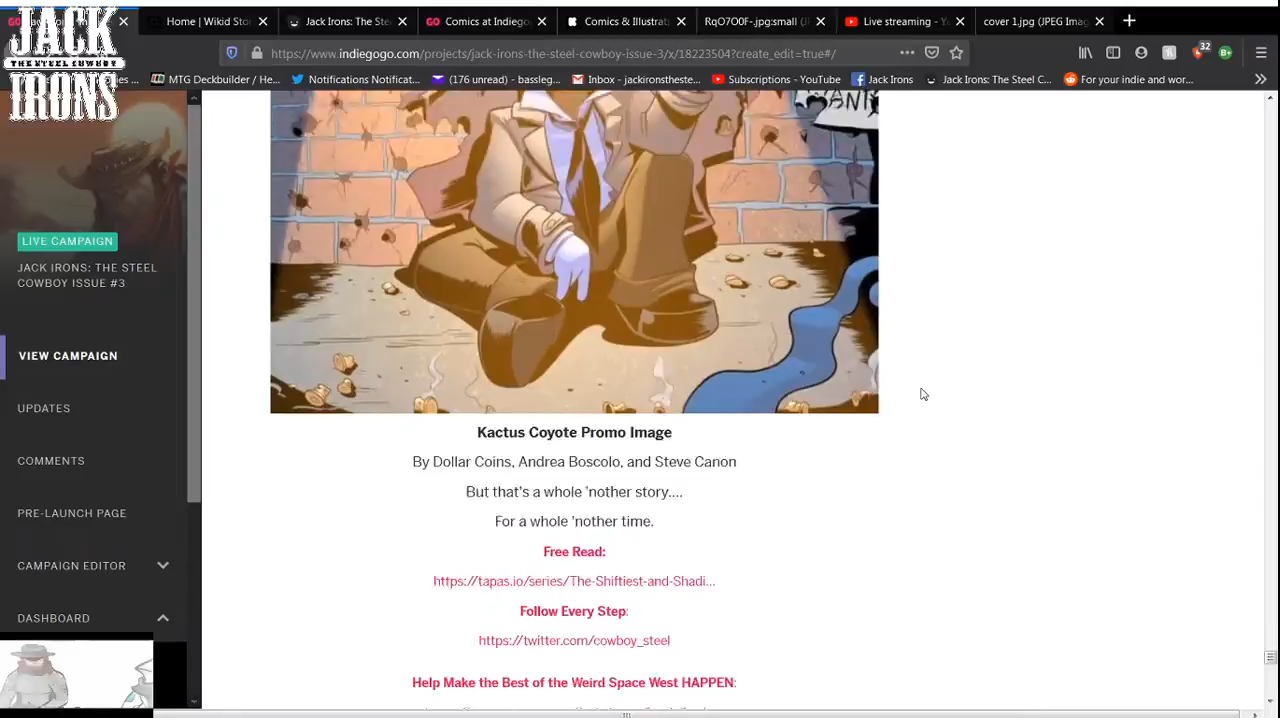 Home | Wikid Sto
Jack Irons: The Stee
Comics at Indiegog
Comics & Illustrati
RqO7O0F-.jpg:small (J
Live streaming - Y
cover 1.jpg (JPEG Imag
JACK
THE STEEL COWBOY
IRONS
https://www.indiegogo.com/projects/jack-irons-the-steel-cowboy-issue-3/x/18223504?create_edit=true#/
32
MTG Deckbuilder / He...
Notifications Notificat...
(176 unread) - bassleg...
Inbox - jackironsthe ste...
Subscriptions - YouTube
Jack Irons
Jack Irons: The Steel C...
For your indie and wor...
WANT
LIVE CAMPAIGN
JACK IRONS: THE STEEL
COWBOY ISSUE #3
VIEW CAMPAIGN
UPDATES
COMMENTS
PRE-LAUNCH PAGE
CAMPAIGN EDITOR
DASHBOARD
Kactus Coyote Promo Image
By Dollar Coins, Andrea Boscolo, and Steve Canon
But that's a whole 'nother story....
For a whole 'nother time.
Free Read:
https://tapas.io/series/The-Shiftiest-and-Shadi...
Follow Every Step:
https://twitter.com/cowboy_steel
Help Make the Best of the Weird Space West HAPPEN: